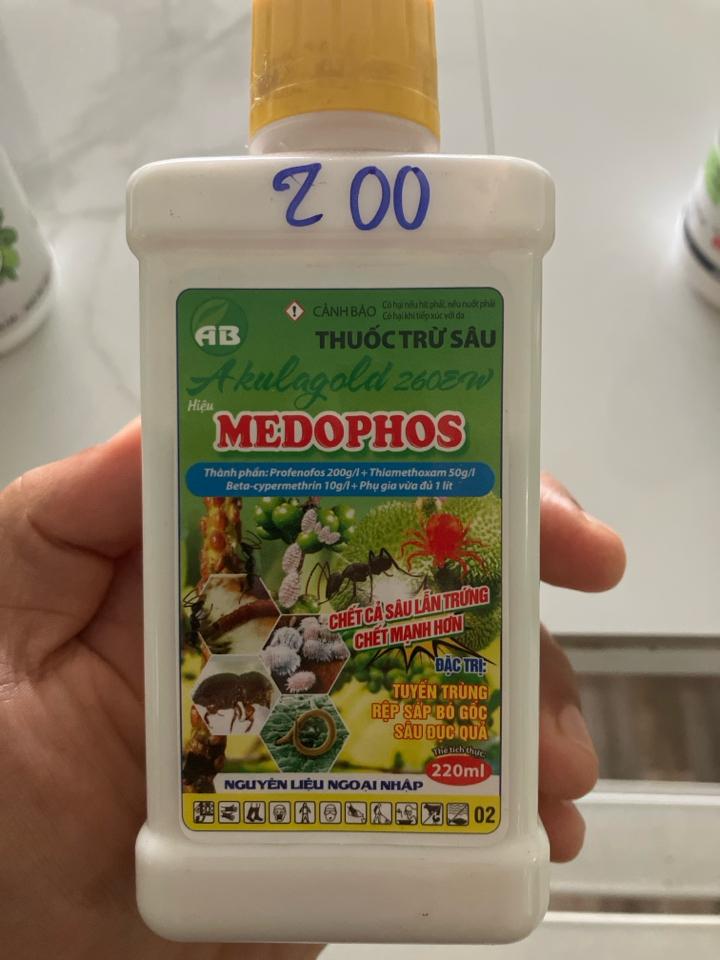 200
AB
CẢNH BÁO
Có hại nếu hít phải, nếu nuốt phải
Có hại khi tiếp xúc với da
THUỐC TRỪ SÂU
Akulagold 260EW
Hiệu
MEDOPHOS
Thành phần: Profenofos 200g/l + Thiamethoxam 50g/l
Beta-cypermethrin 10g/l + Phụ gia vừa đủ 1 lít
CHẾT CẢ SÂU LẪN TRỨNG
CHẾT MẠNH HƠN
ĐẶC TRỊ:
TUYẾN TRÙNG
RỆP SÁP BÓ GỐC
SÂU ĐỤC QUẢ
Thể tích thực:
220ml
NGUYÊN LIỆU NGOẠI NHẬP
02